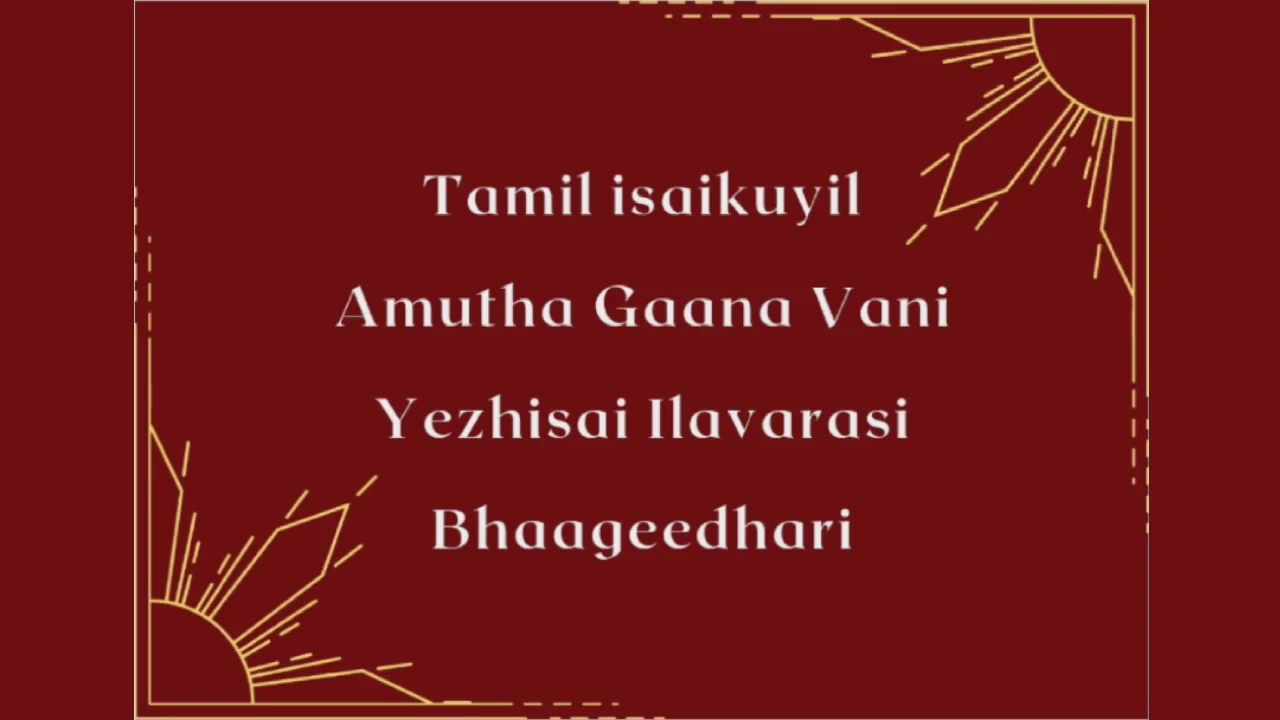 Tamil isaikuyil
Amutha Gaana Vani
Yezhisai Ilavarasi
Bhaageedhari